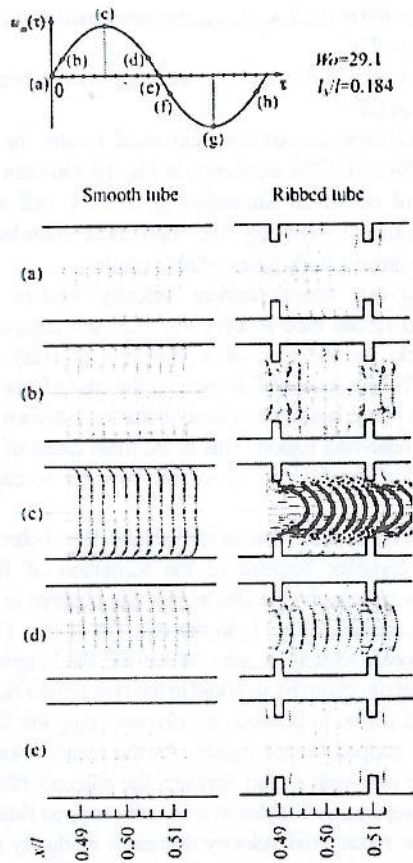 u_m(τ)
(c)
(b) (d)
(a) 0 (e) τ
(f) (h)
(g)
Wo=29.1
l_s/l=0.184
Smooth tube Ribbed tube
(a)
(b)
(c)
(d)
(e)
x/l 0.49 0.50 0.51 0.49 0.50 0.51